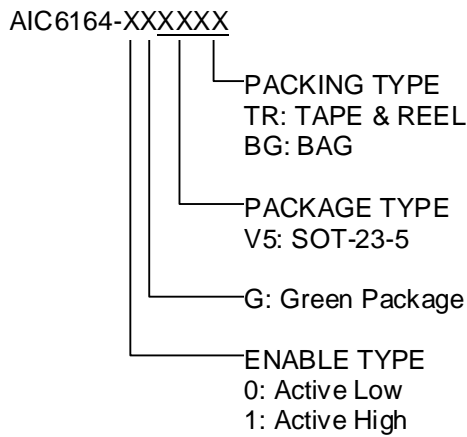 AIC6164-XXXXXX
PACKING TYPE
TR: TAPE & REEL
BG: BAG
PACKAGE TYPE
V5: SOT-23-5
G: Green Package
ENABLE TYPE
0: Active Low
1: Active High